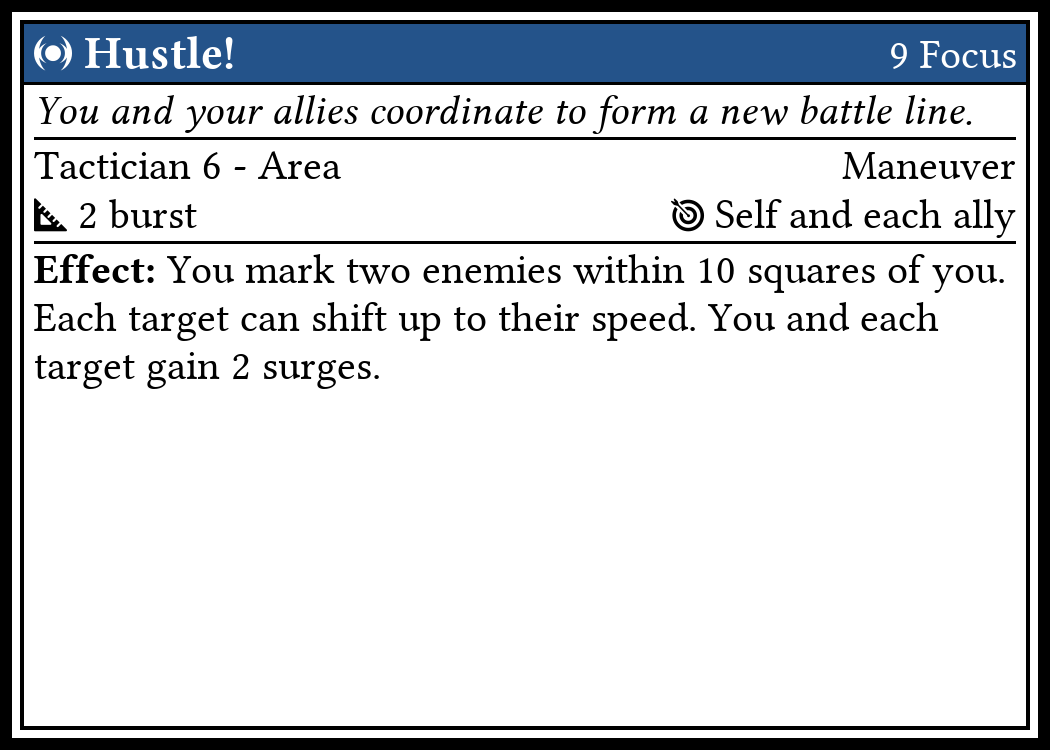 Hustle! 9 Focus
You and your allies coordinate to form a new battle line.
Tactician 6 - Area Maneuver
2 burst Self and each ally
Effect: You mark two enemies within 10 squares of you.
Each target can shift up to their speed. You and each
target gain 2 surges.